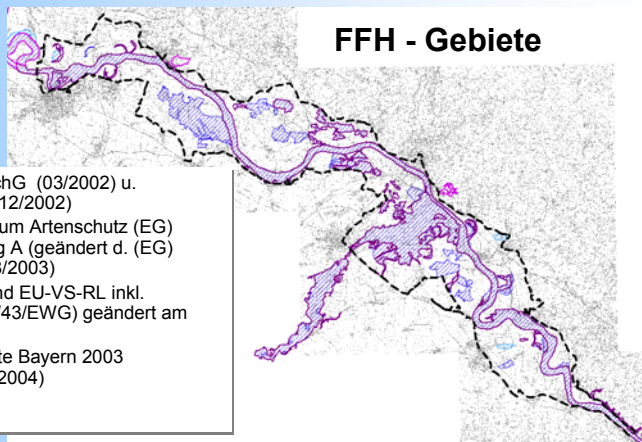 FFH - Gebiete
chG (03/2002) u.
12/2002)
um Artenschutz (EG)
g A (geändert d. (EG)
/2003)
nd EU-VS-RL inkl.
/43/EWG) geändert am
te Bayern 2003
2004)